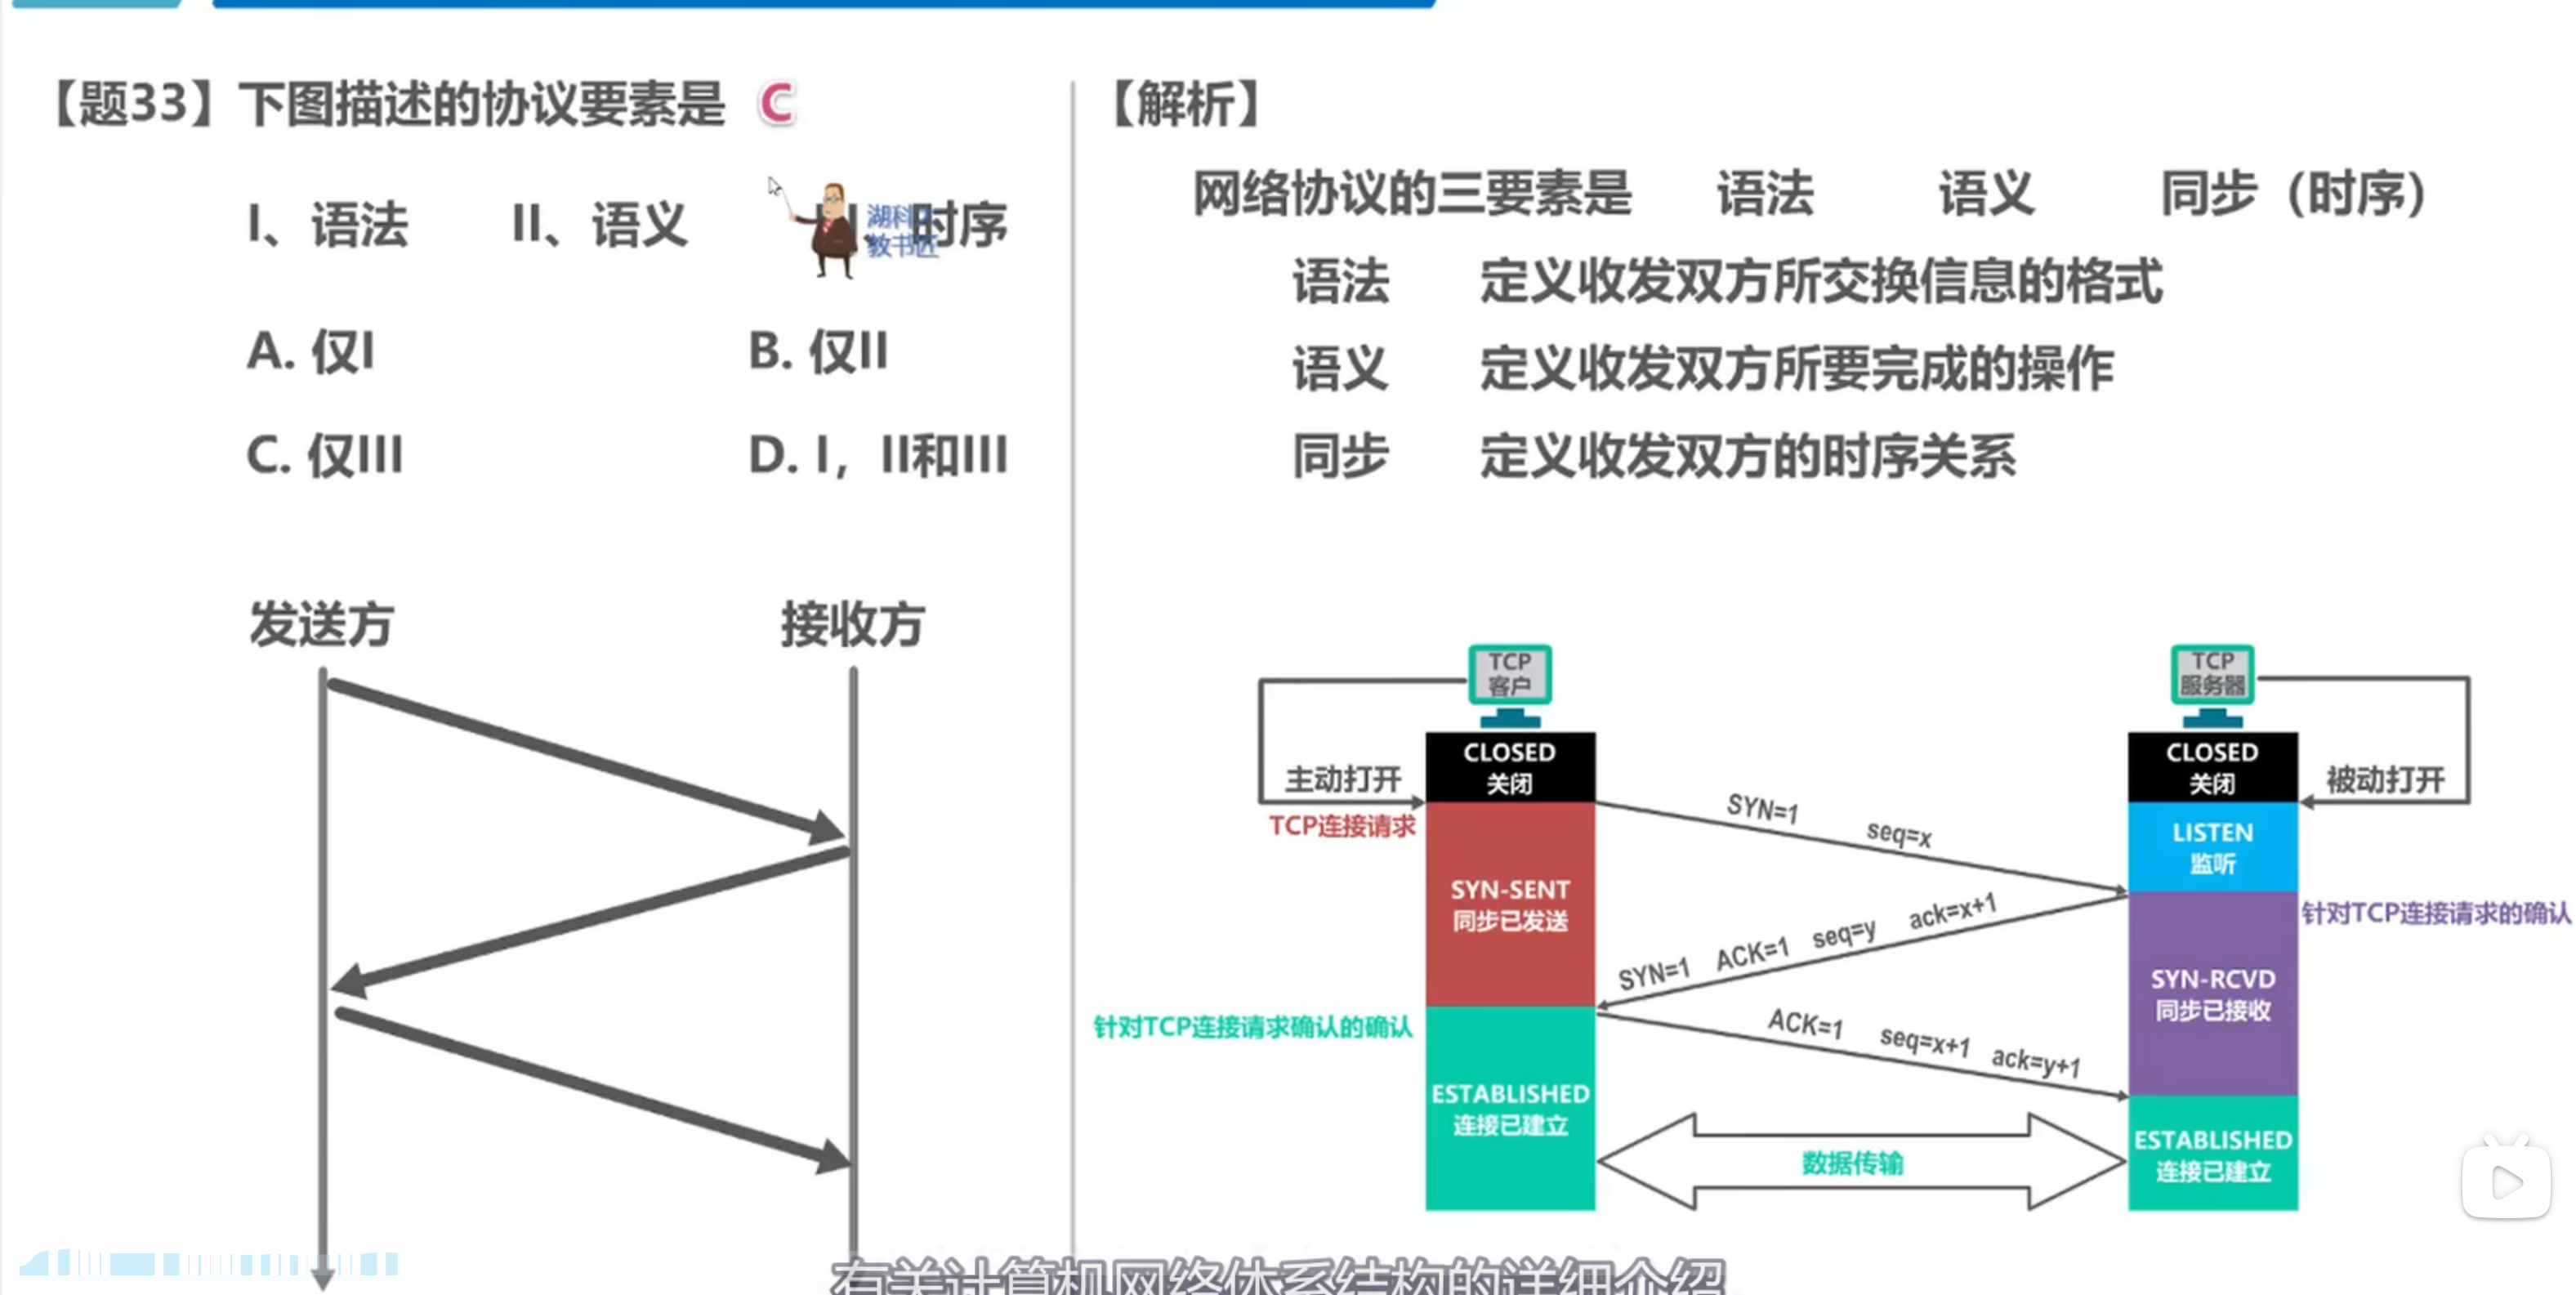 【题33】下图描述的协议要素是 C
I、语法 II、语义 、时序
湖科
教书匠
A. 仅I B. 仅II
C. 仅III D. I，II和III
发送方 接收方
【解析】
网络协议的三要素是 语法 语义 同步（时序）
语法 定义收发双方所交换信息的格式
语义 定义收发双方所要完成的操作
同步 定义收发双方的时序关系
TCP
客户
TCP
服务器
CLOSED
关闭
CLOSED
关闭
主动打开
被动打开
TCP连接请求
SYN=1 seq=x
LISTEN
监听
SYN-SENT
同步已发送
SYN=1 ACK=1 seq=y ack=x+1
针对TCP连接请求的确认
SYN-RCVD
同步已接收
针对TCP连接请求确认的确认
ACK=1 seq=x+1 ack=y+1
ESTABLISHED
连接已建立
ESTABLISHED
连接已建立
数据传输
有关计算机网络体系结构的详细介绍